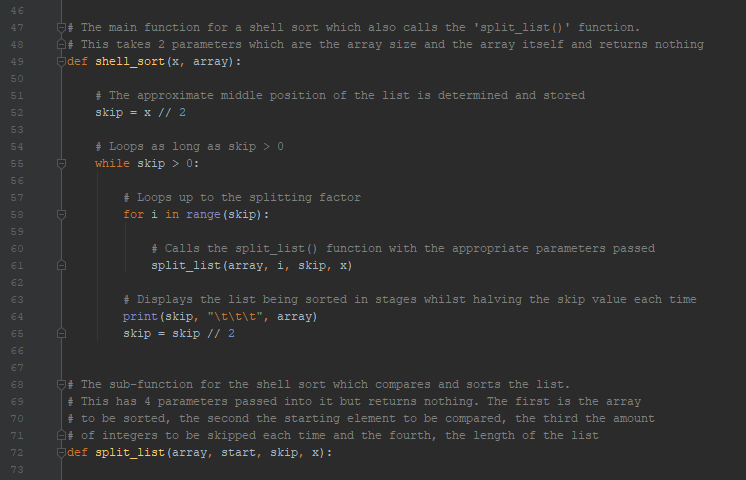 46
47 # The main function for a shell sort which also calls the 'split_list()' function.
48 # This takes 2 parameters which are the array size and the array itself and returns nothing
49 def shell_sort(x, array):
50
51 # The approximate middle position of the list is determined and stored
52 skip = x // 2
53
54 # Loops as long as skip > 0
55 while skip > 0:
56
57 # Loops up to the splitting factor
58 for i in range(skip):
59
60 # Calls the split_list() function with the appropriate parameters passed
61 split_list(array, i, skip, x)
62
63 # Displays the list being sorted in stages whilst halving the skip value each time
64 print(skip, "\t\t\t", array)
65 skip = skip // 2
66
67
68 # The sub-function for the shell sort which compares and sorts the list.
69 # This has 4 parameters passed into it but returns nothing. The first is the array
70 # to be sorted, the second the starting element to be compared, the third the amount
71 # of integers to be skipped each time and the fourth, the length of the list
72 def split_list(array, start, skip, x):
73